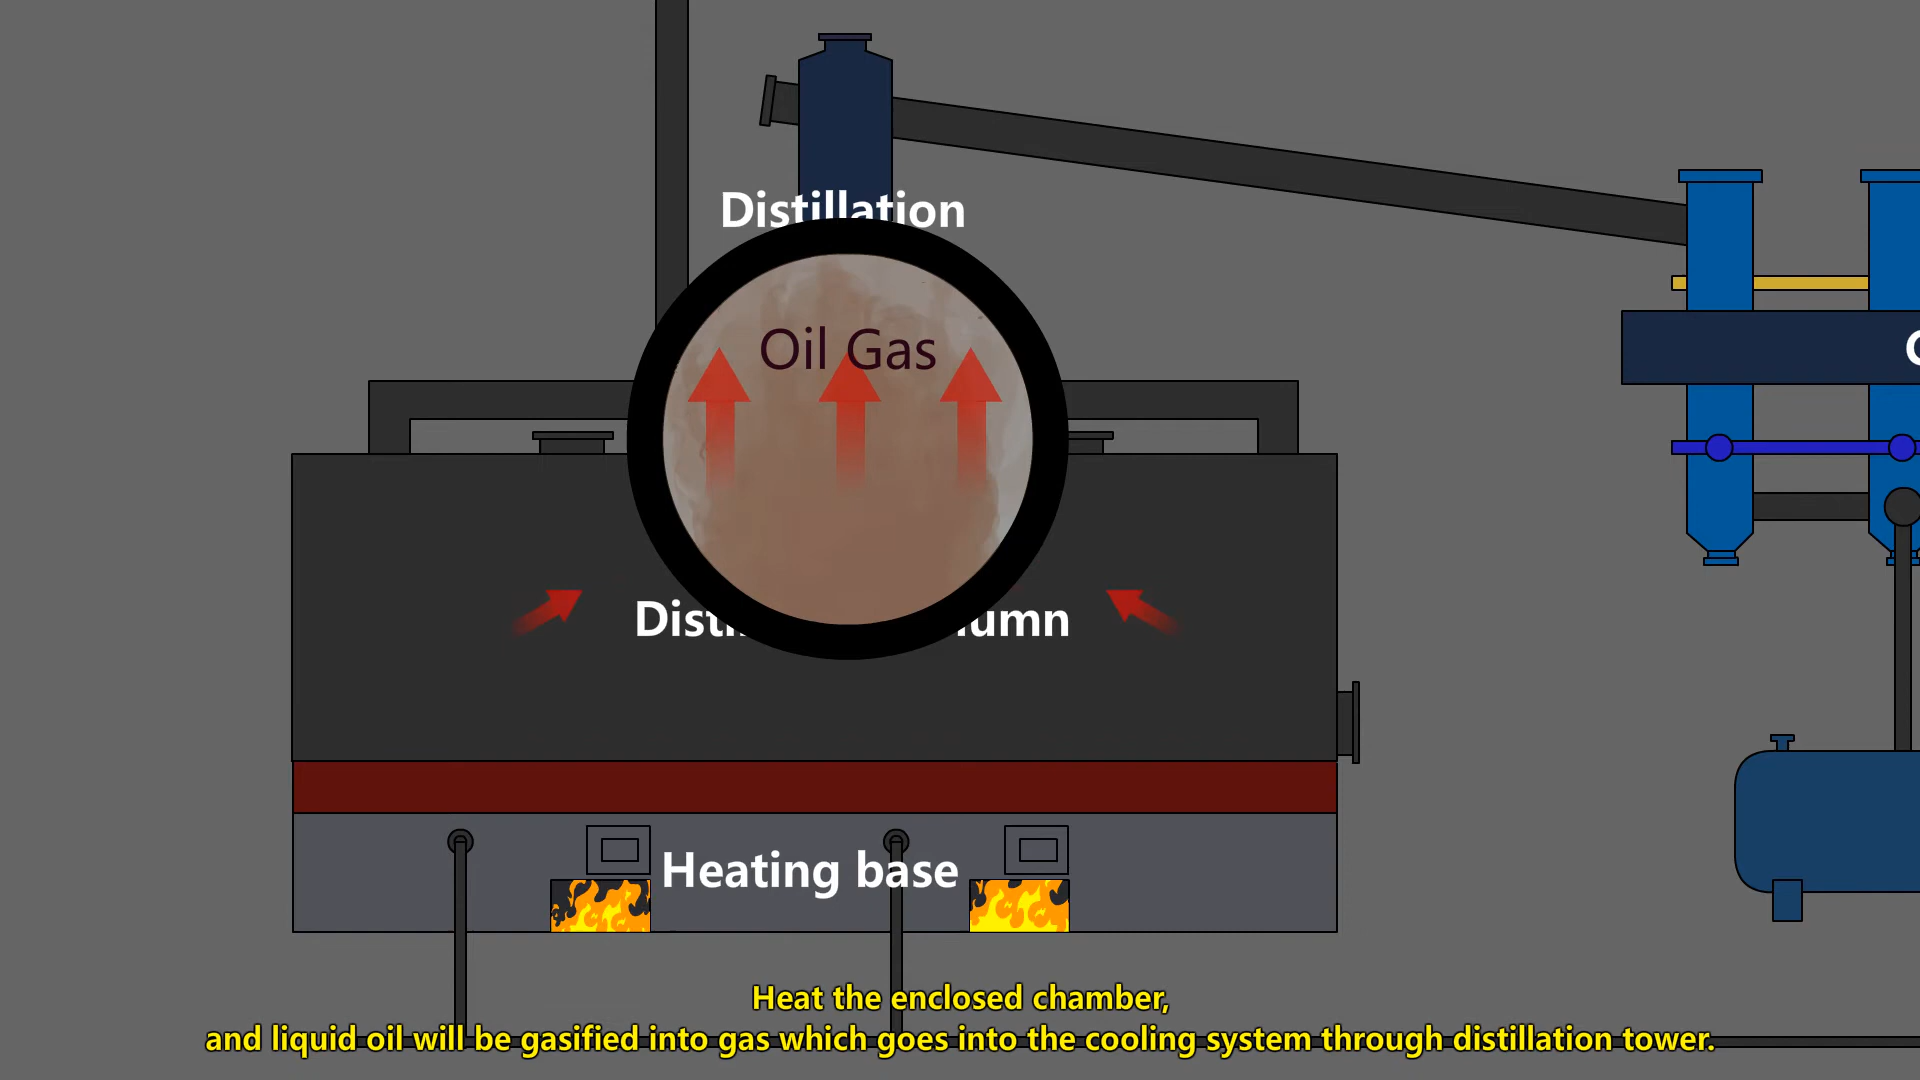 Distillation
Oil Gas
Heating base
Heat the enclosed chamber,
and liquid oil will be gasified into gas which goes into the cooling system through distillation tower.